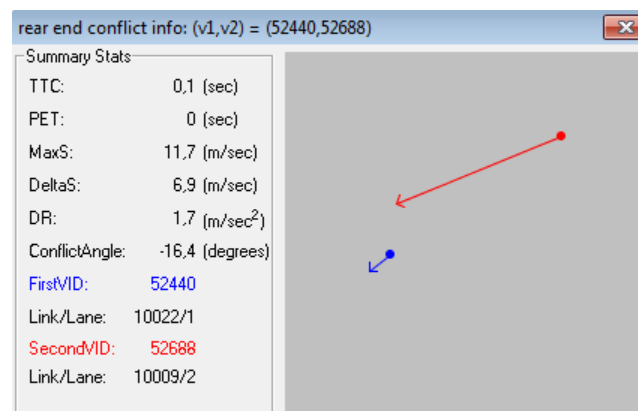 rear end conflict info: (v1,v2) = (52440,52688)
Summary Stats
TTC: 0,1 (sec)
PET: 0 (sec)
MaxS: 11,7 (m/sec)
DeltaS: 6,9 (m/sec)
DR: 1,7 (m/sec²)
ConflictAngle: -16,4 (degrees)
FirstVID: 52440
Link/Lane: 10022/1
SecondVID: 52688
Link/Lane: 10009/2